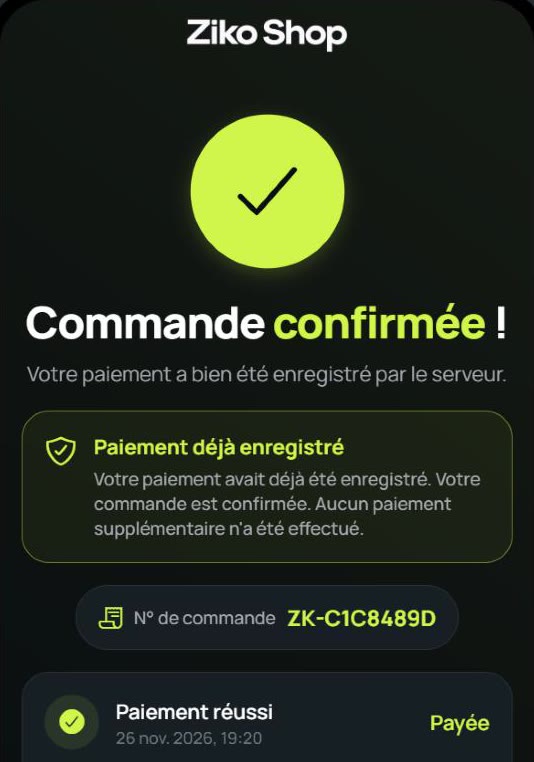 Ziko Shop
Commande confirmée !
Votre paiement a bien été enregistré par le serveur.
Paiement déjà enregistré
Votre paiement avait déjà été enregistré. Votre
commande est confirmée. Aucun paiement
supplémentaire n'a été effectué.
N° de commande ZK-C1C8489D
Paiement réussi
Payée
26 nov. 2026, 19:20